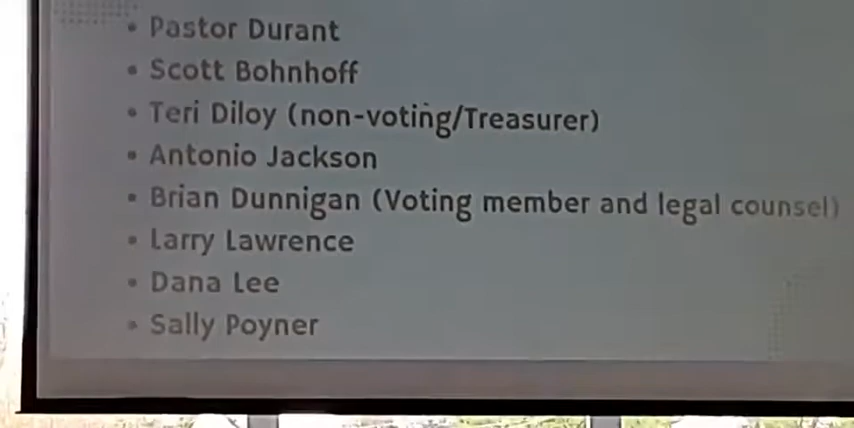 • Pastor Durant
• Scott Bohnhoff
• Teri Diloy (non-voting/Treasurer)
• Antonio Jackson
• Brian Dunnigan (Voting member and legal counsel)
• Larry Lawrence
• Dana Lee
• Sally Poyner